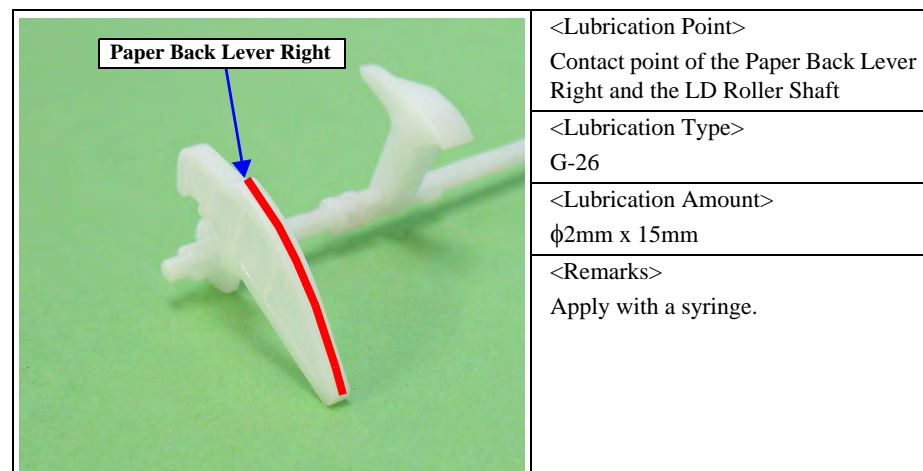 Paper Back Lever Right
<Lubrication Point>
Contact point of the Paper Back Lever
Right and the LD Roller Shaft
<Lubrication Type>
G-26
<Lubrication Amount>
ϕ2mm x 15mm
<Remarks>
Apply with a syringe.